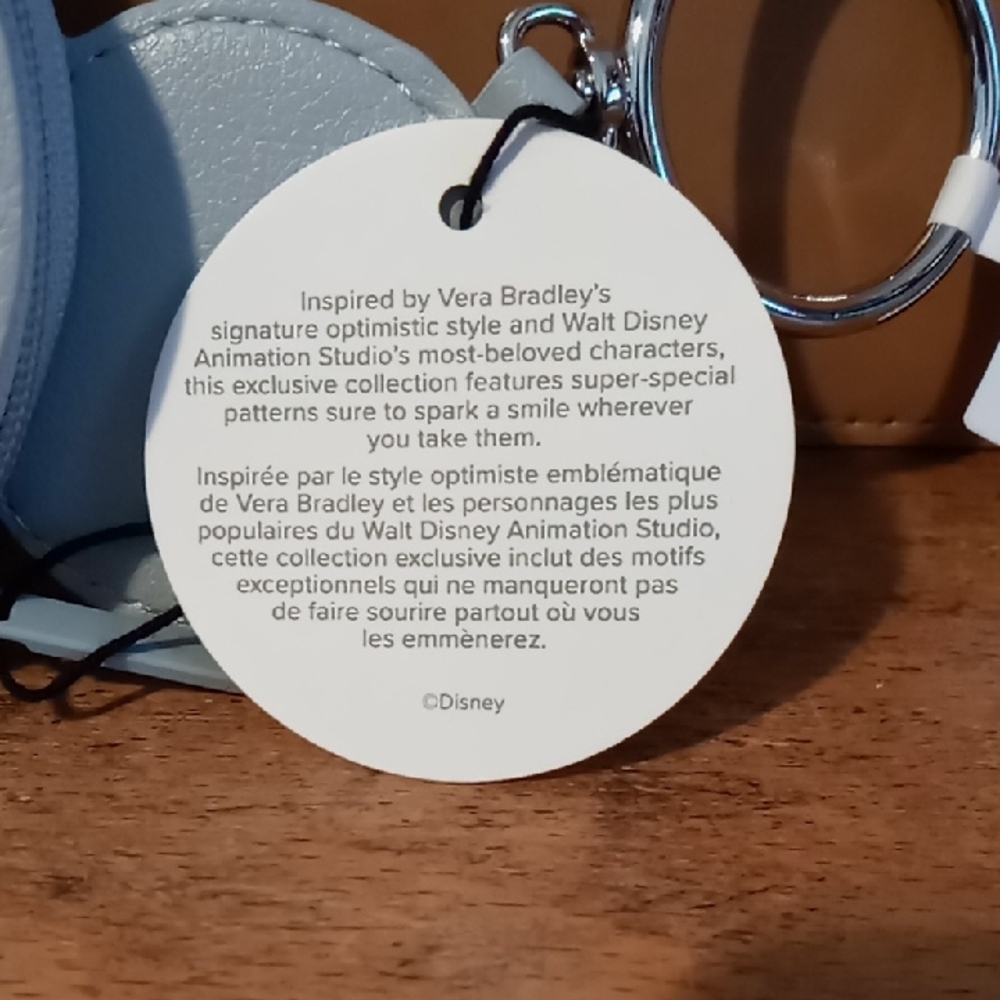 Inspired by Vera Bradley's
signature optimistic style and Walt Disney
Animation Studio's most-beloved characters,
this exclusive collection features super-special
patterns sure to spark a smile wherever
you take them.
Inspirée par le style optimiste emblématique
de Vera Bradley et les personnages les plus
populaires du Walt Disney Animation Studio,
cette collection exclusive inclut des motifs
exceptionnels qui ne manqueront pas
de faire sourire partout où vous
les emmènerez.
©Disney